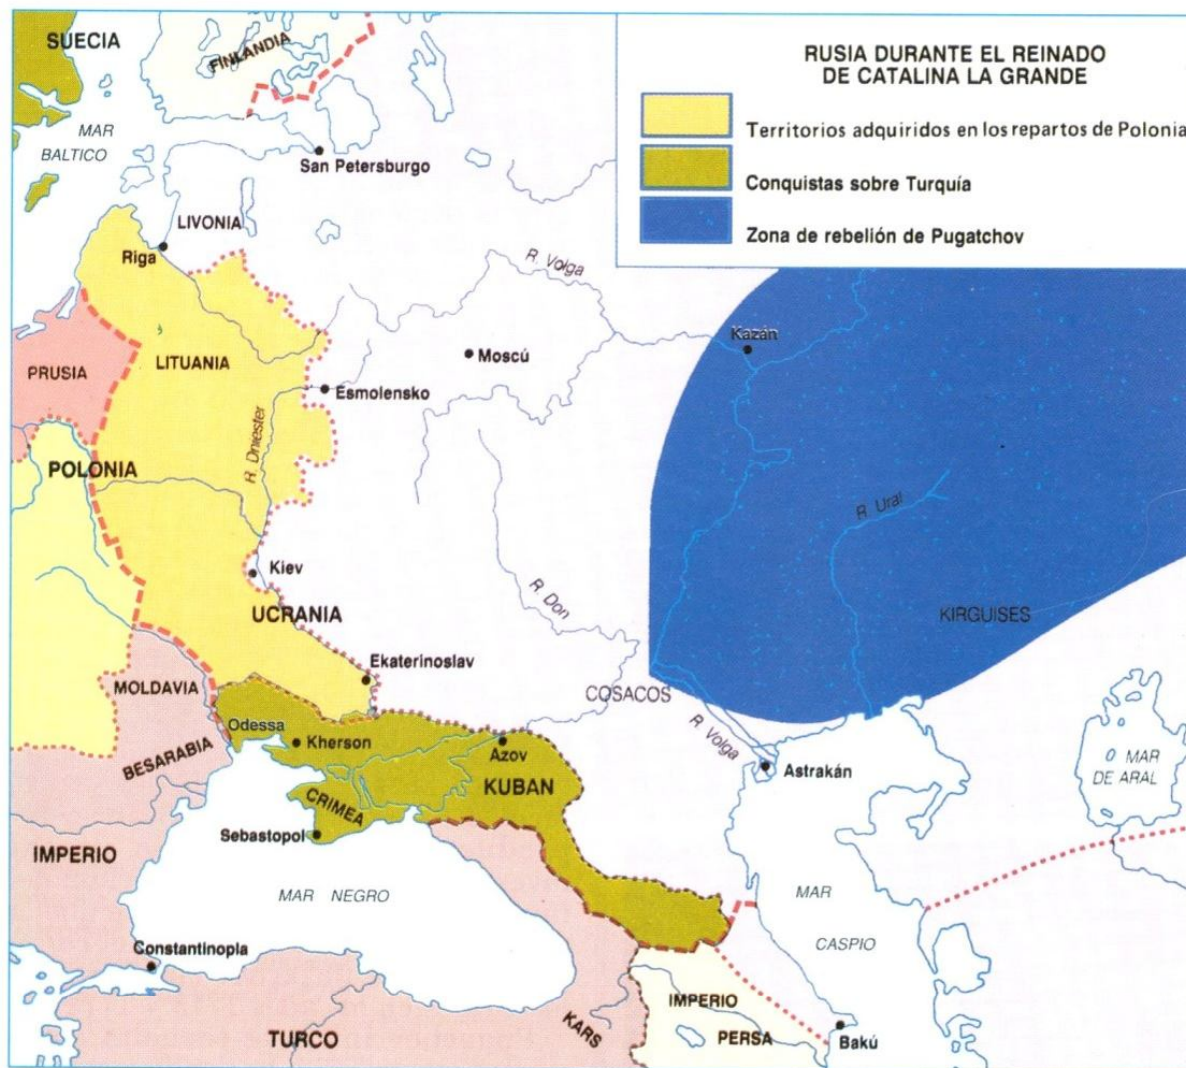 RUSIA DURANTE EL REINADO
DE CATALINA LA GRANDE
Territorios adquiridos en los repartos de Polonia
Conquistas sobre Turquía
Zona de rebelión de Pugatchov
SUECIA
FINLANDIA
MAR
BALTICO
San Petersburgo
LIVONIA
Riga
R. Volga
Kazán
Moscú
PRUSIA
LITUANIA
Esmolensko
R. Dniester
POLONIA
R. Ural
Kiev
R. Don
UCRANIA
KIRGUISES
Ekaterinoslav
MOLDAVIA
COSACOS
Odessa
R. Volga
Kherson
Azov
BESARABIA
Astrakán
MAR
DE ARAL
KUBAN
CRIMEA
Sebastopol
IMPERIO
MAR NEGRO
MAR
CASPIO
Constantinopla
IMPERIO
PERSA
KARS
TURCO
Bakú